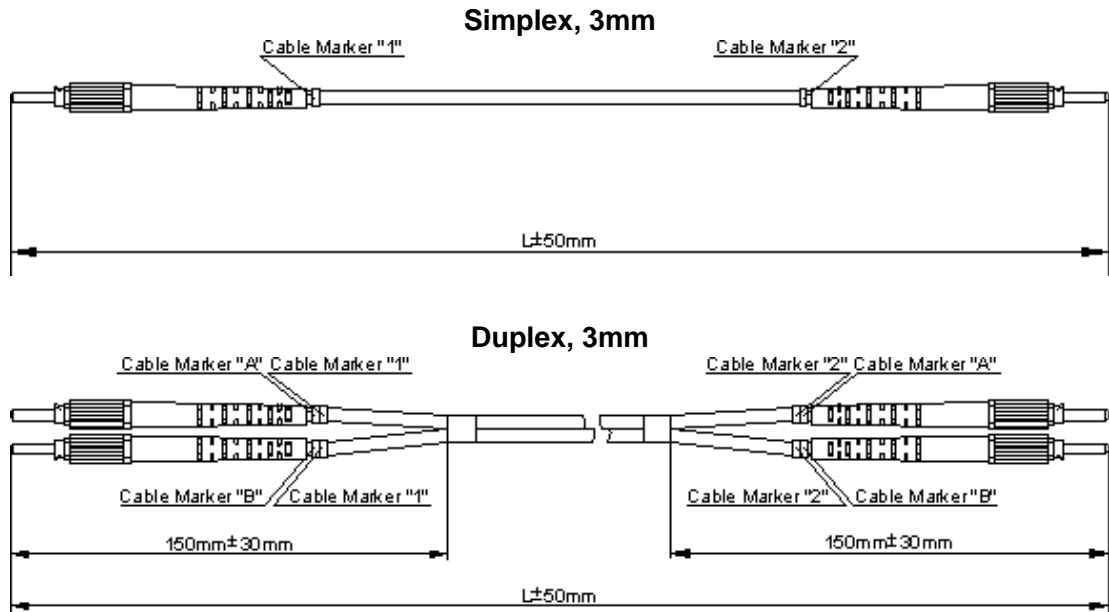 Simplex, 3mm
Cable Marker "1" Cable Marker "2"
L±50mm
Duplex, 3mm
Cable Marker "A" Cable Marker "1" Cable Marker "2" Cable Marker "A"
Cable Marker "B" Cable Marker "1" Cable Marker "2" Cable Marker "B"
150mm±30mm 150mm±30mm
L±50mm